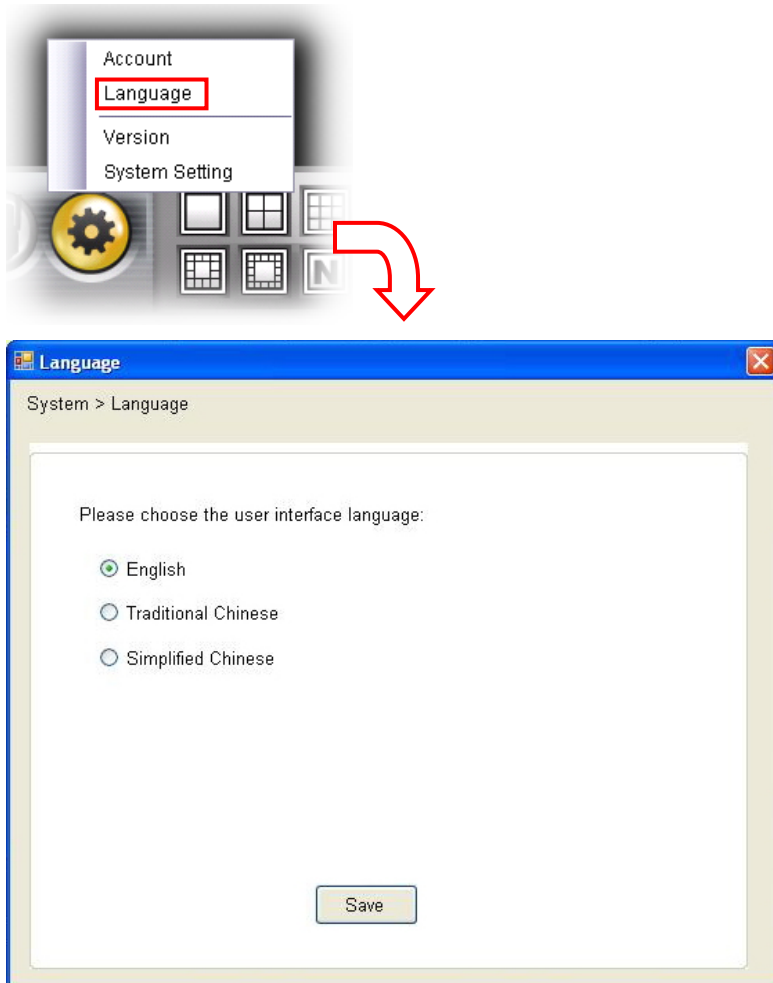 Account
Language
Version
System Setting
N
Language
System > Language
Please choose the user interface language:
English
Traditional Chinese
Simplified Chinese
Save